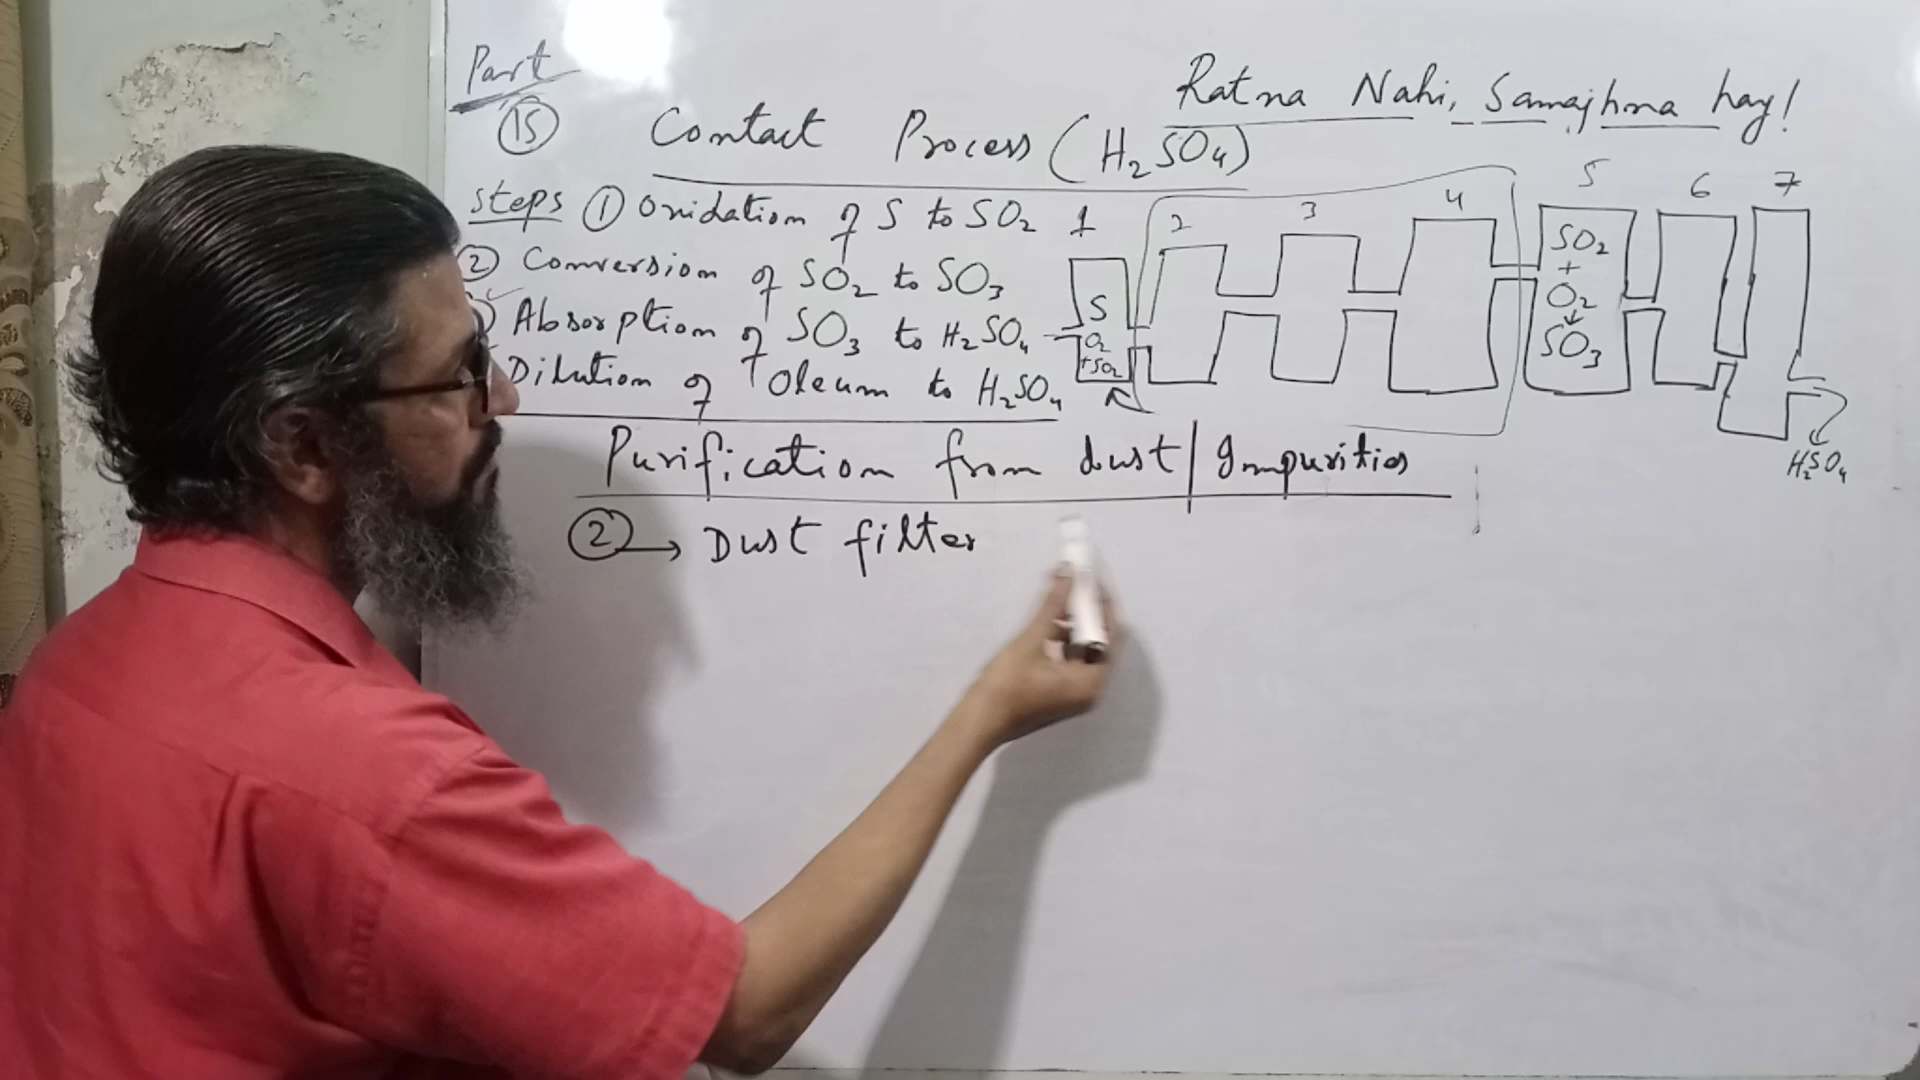 Part
15
Ratna Nahi, Samajhna hay!
Contact Process (H₂SO₄)
Steps ① Oxidation of S to SO₂
② Conversion of SO₂ to SO₃
Absorption of SO₃ to H₂SO₄
Dilution of Oleum to H₂SO₄
1 2 3 4 5 6 7
S
O₂
+SO₂
SO₂
+
O₂
↓
SO₃
H₂SO₄
Purification from dust | Impurities
② → Dust filter